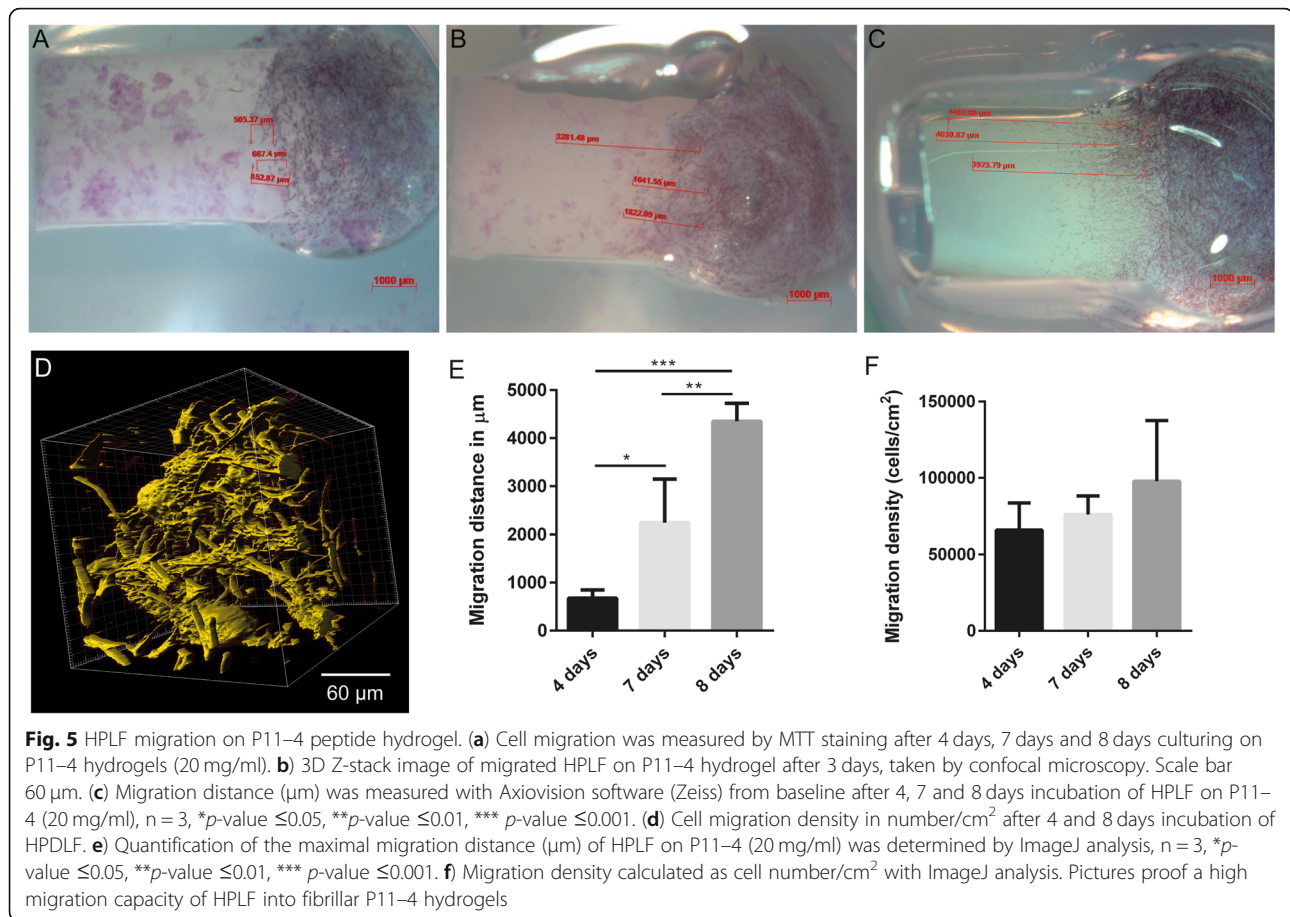 A
505.37 µm
667.4 µm
852.87 µm
1000 µm
B
3281.48 µm
1641.55 µm
1822.09 µm
1000 µm
C
4630.02 µm
3923.79 µm
1000 µm
D
60 µm
E
***
**
*
Migration distance in µm
5000
4000
3000
2000
1000
0
4 days
7 days
8 days
F
Migration density (cells/cm²)
150000
100000
50000
0
4 days
7 days
8 days
Fig. 5 HPLF migration on P11–4 peptide hydrogel. (a) Cell migration was measured by MTT staining after 4 days, 7 days and 8 days culturing on
P11–4 hydrogels (20 mg/ml). b) 3D Z-stack image of migrated HPLF on P11–4 hydrogel after 3 days, taken by confocal microscopy. Scale bar
60 µm. (c) Migration distance (µm) was measured with Axiovision software (Zeiss) from baseline after 4, 7 and 8 days incubation of HPLF on P11–
4 (20 mg/ml), n = 3, *p-value ≤0.05, **p-value ≤0.01, *** p-value ≤0.001. (d) Cell migration density in number/cm² after 4 and 8 days incubation of
HPDLF. e) Quantification of the maximal migration distance (µm) of HPLF on P11–4 (20 mg/ml) was determined by ImageJ analysis, n = 3, *p-
value ≤0.05, **p-value ≤0.01, *** p-value ≤0.001. f) Migration density calculated as cell number/cm² with ImageJ analysis. Pictures proof a high
migration capacity of HPLF into fibrillar P11–4 hydrogels